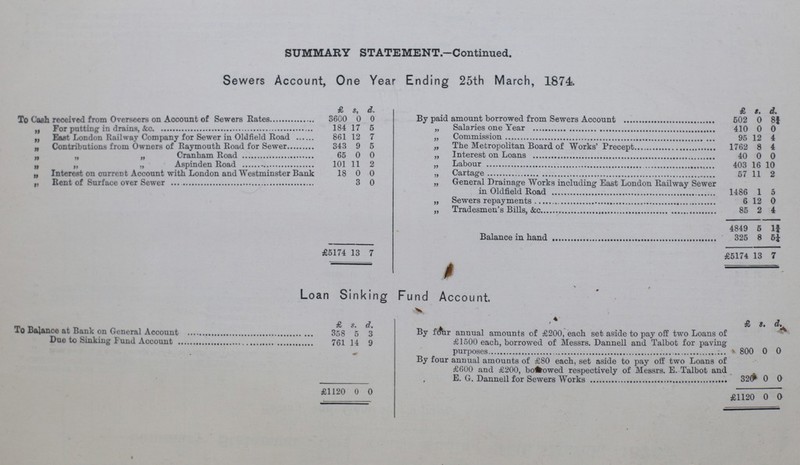 SUMMARY STATEMENT.—Continued.
Sewers Account, One Year Ending 25th March, 1874.
£ s. d.
To Cash received from Overseers on Account of Sewers Rates 3600 0 0
„ For putting in drains, &c. 184 17 5
„ East London Railway Company for Sewer in Oldfield Road 861 12 7
„ Contributions from Owners of Raymouth Road for Sewer 343 9 5
„ „ „ Cranham Road 65 0 0
„ „ „ Aspinden Road 101 11 2
„ Interest on current Account with London and Westminster Bank 18 0 0
„ Rent of Surface over Sewer 3 0
£5174 13 7
£ s. d.
By paid amount borrowed from Sewers Account 502 0 8¾
„ Salaries one Year 410 0 0
„ Commission 95 12 4
„ The Metropolitan Board of Works' Precept 1762 8 4
„ Interest on Loans 40 0 0
„ Labour 403 16 10
„ Cartage 57 11 2
„ General Drainage Works including East London Railway Sewer
in Oldfield Road 1486 1 5
„ Sewers repayments 6 12 0
„ Tradesmen's Bills, &c. 85 2 4
4849 5 1¾
Balance in hand 325 8 5¼
£5174 13 7
Loan Sinking Fund Account.
£ s. d.
To Balance at Bank on General Account 358 5 3
Due to Sinking Fund Account 761 14 9
£1120 0 0
£ s. d.
By four annual amounts of £200, each set aside to pay off two Loans of
£1500 each, borrowed of Messrs. Dannell and Talbot for paving
purposes 800 0 0
By four annual amounts of £80 each, set aside to pay off two Loans of
£600 and £200, borrowed respectively of Messrs. E. Talbot and
E. G. Dannell for Sewers Works 320 0 0
£1120 0 0